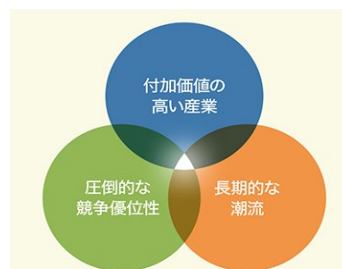 付加価値の
高い産業
圧倒的な
競争優位性
長期的な
潮流